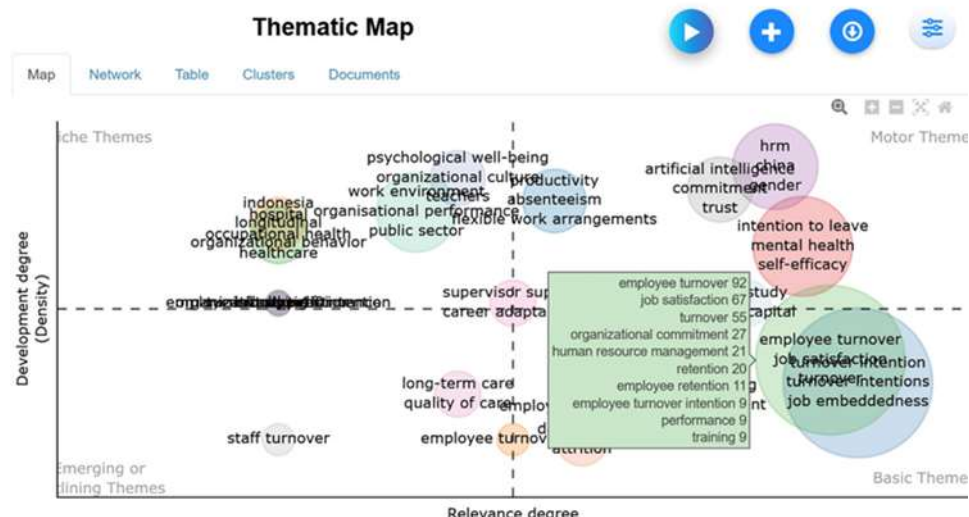 Thematic Map
Map
Network
Table
Clusters
Documents
iche Themes
Motor Theme
psychological well-being
organizational culture
work environment
teachers
organisational performance
public sector
productivity
absenteeism
flexible work arrangements
artificial intelligence
commitment
trust
hrm
china
gender
indonesia
hospital
longitudinal
occupational health
organizational behavior
healthcare
intention to leave
mental health
self-efficacy
supervisor sup
study
career adapta
capital
employee turnover 92
job satisfaction 67
turnover 55
organizational commitment 27
human resource management 21
retention 20
employee retention 11
employee turnover intention 9
performance 9
training 9
employee turnover
job satisfaction
turnover
turnover intention
turnover intentions
job embeddedness
long-term care
quality of care
staff turnover
employee turnov
attrition
Emerging or
lining Themes
Basic Theme
Development degree
(Density)
Relevance degree